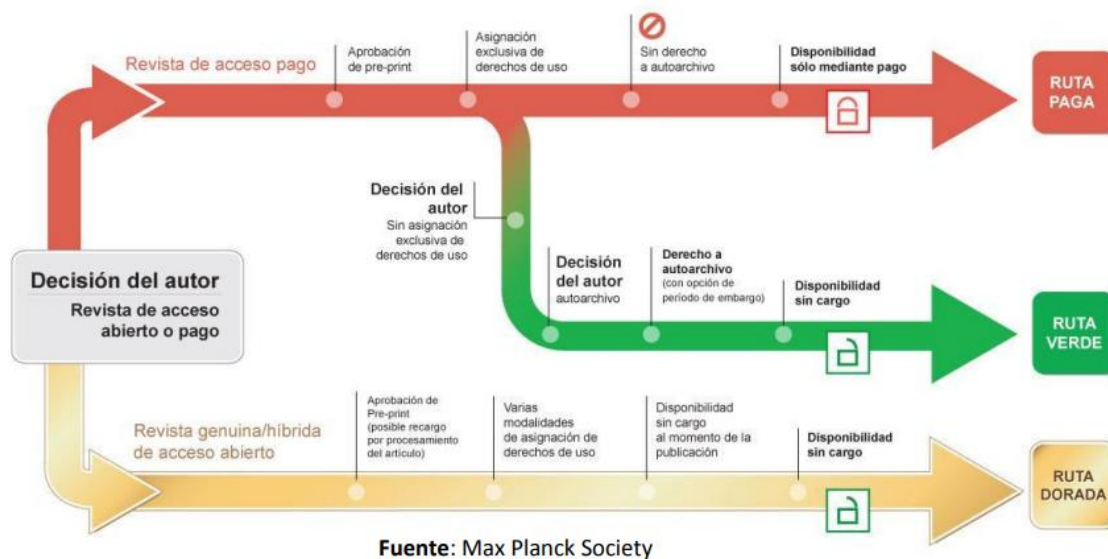 Revista de acceso pago
Aprobación
de pre-print
Asignación
exclusiva de
derechos de uso
Sin derecho
a autoarchivo
Disponibilidad
sólo mediante pago
RUTA
PAGA
Decisión del
autor
Sin asignación
exclusiva de
derechos de uso
Decisión del autor
Revista de acceso
abierto o pago
Decisión
del autor
autoarchivo
Derecho a
autoarchivo
(con opción de
período de embargo)
Disponibilidad
sin cargo
RUTA
VERDE
Revista genuina/híbrida
de acceso abierto
Aprobación de
Pre-print
(posible recargo
por procesamiento
del artículo)
Varias
modalidades
de asignación de
derechos de uso
Disponibilidad
sin cargo
al momento de la
publicación
Disponibilidad
sin cargo
RUTA
DORADA
Fuente: Max Planck Society